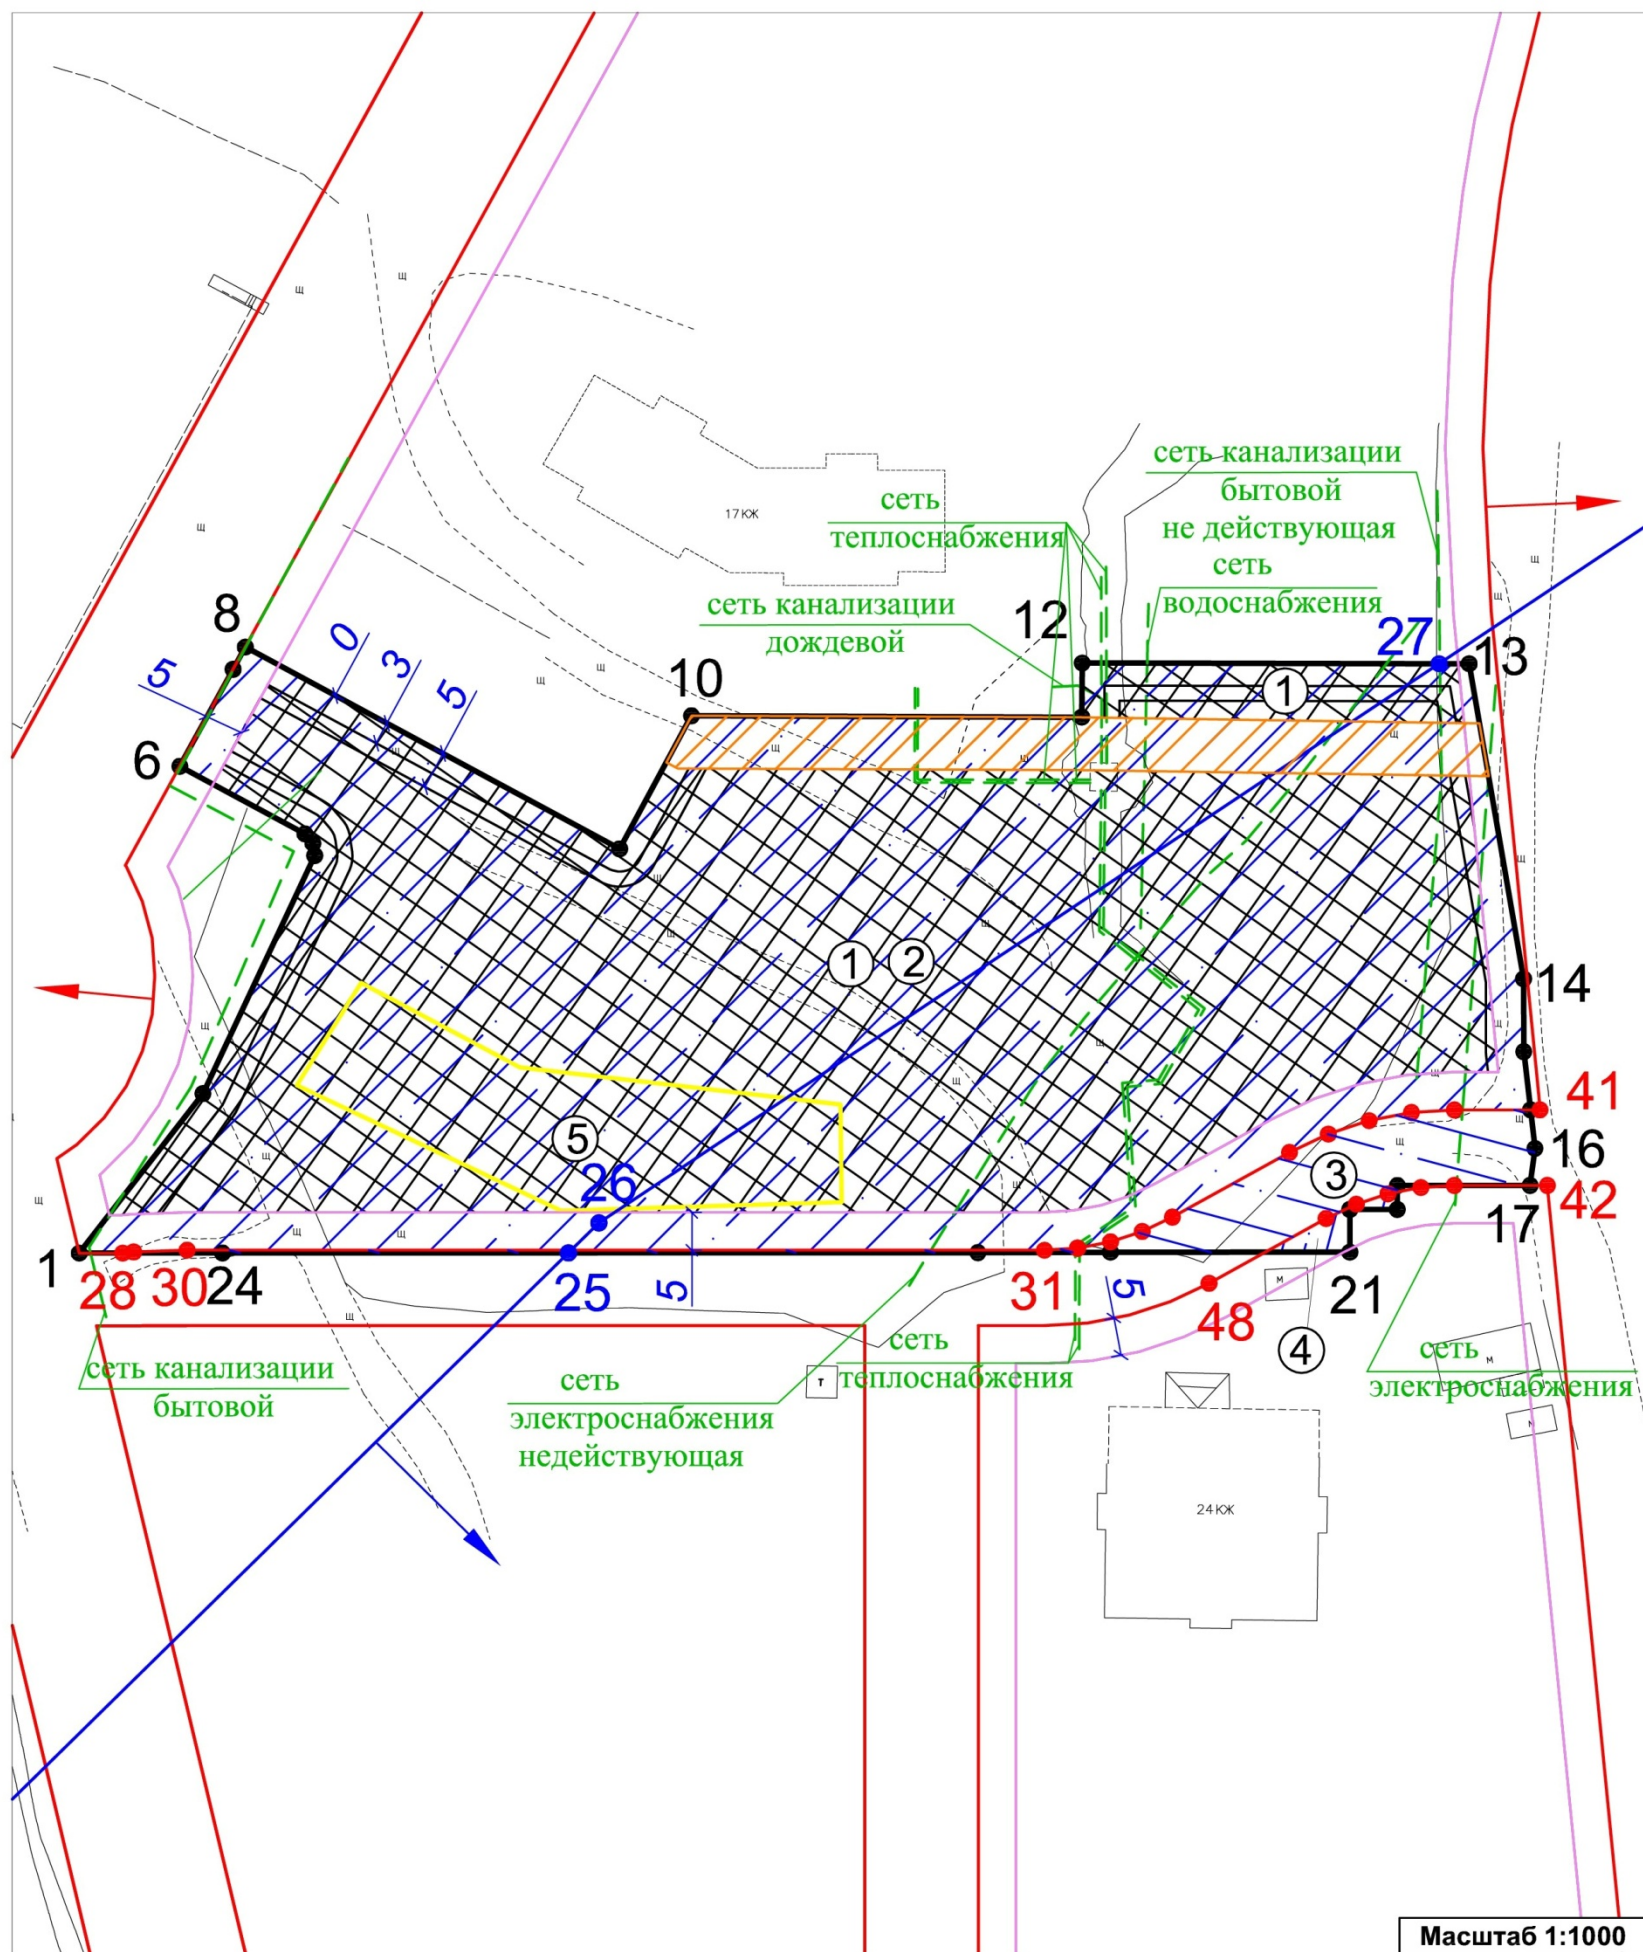 щ
щ
щ
17КЖ
сеть
теплоснабжения
сеть канализации
бытовой
не действующая
сеть
водоснабжения
сеть канализации
дождевой
щ
щ
8
0
3
5
5
12
27
13
6
10
щ
щ
щ
щ
щ
щ
щ
1
щ
щ
щ
щ
щ
1
2
14
щ
щ
щ
щ
щ
щ
41
5
26
16
3
щ
щ
щ
42
17
1
щ
щ
щ
28
30
24
25
5
31
5
48
21
4
щ
м
сеть канализации
бытовой
сеть
электроснабжения
недействующая
сеть
теплоснабжения
т
сеть
электроснабжения
м
м
24КЖ
Масштаб 1:1000